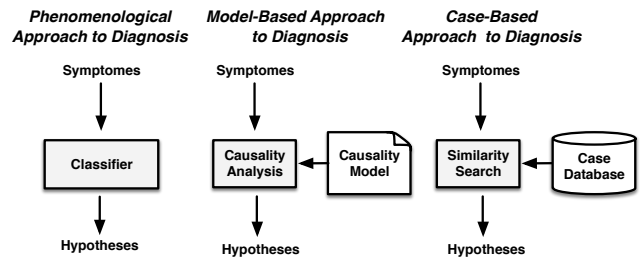 Phenomenological
Approach to Diagnosis
Symptomes
Classifier
Hypotheses
Model-Based Approach
to Diagnosis
Symptomes
Causality
Analysis
Causality
Model
Hypotheses
Case-Based
Approach to Diagnosis
Symptomes
Similarity
Search
Case
Database
Hypotheses